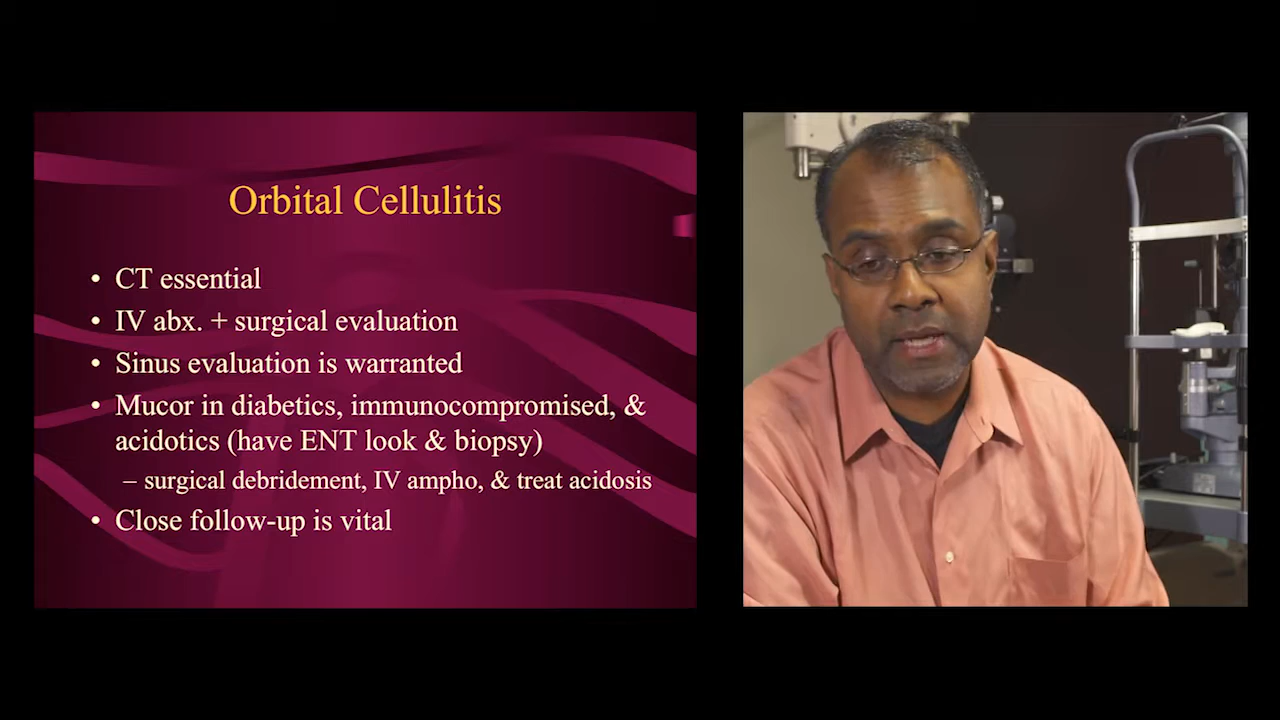 Orbital Cellulitis
• CT essential
• IV abx. + surgical evaluation
• Sinus evaluation is warranted
• Mucor in diabetics, immunocompromised, &
acidotics (have ENT look & biopsy)
– surgical debridement, IV ampho, & treat acidosis
• Close follow-up is vital